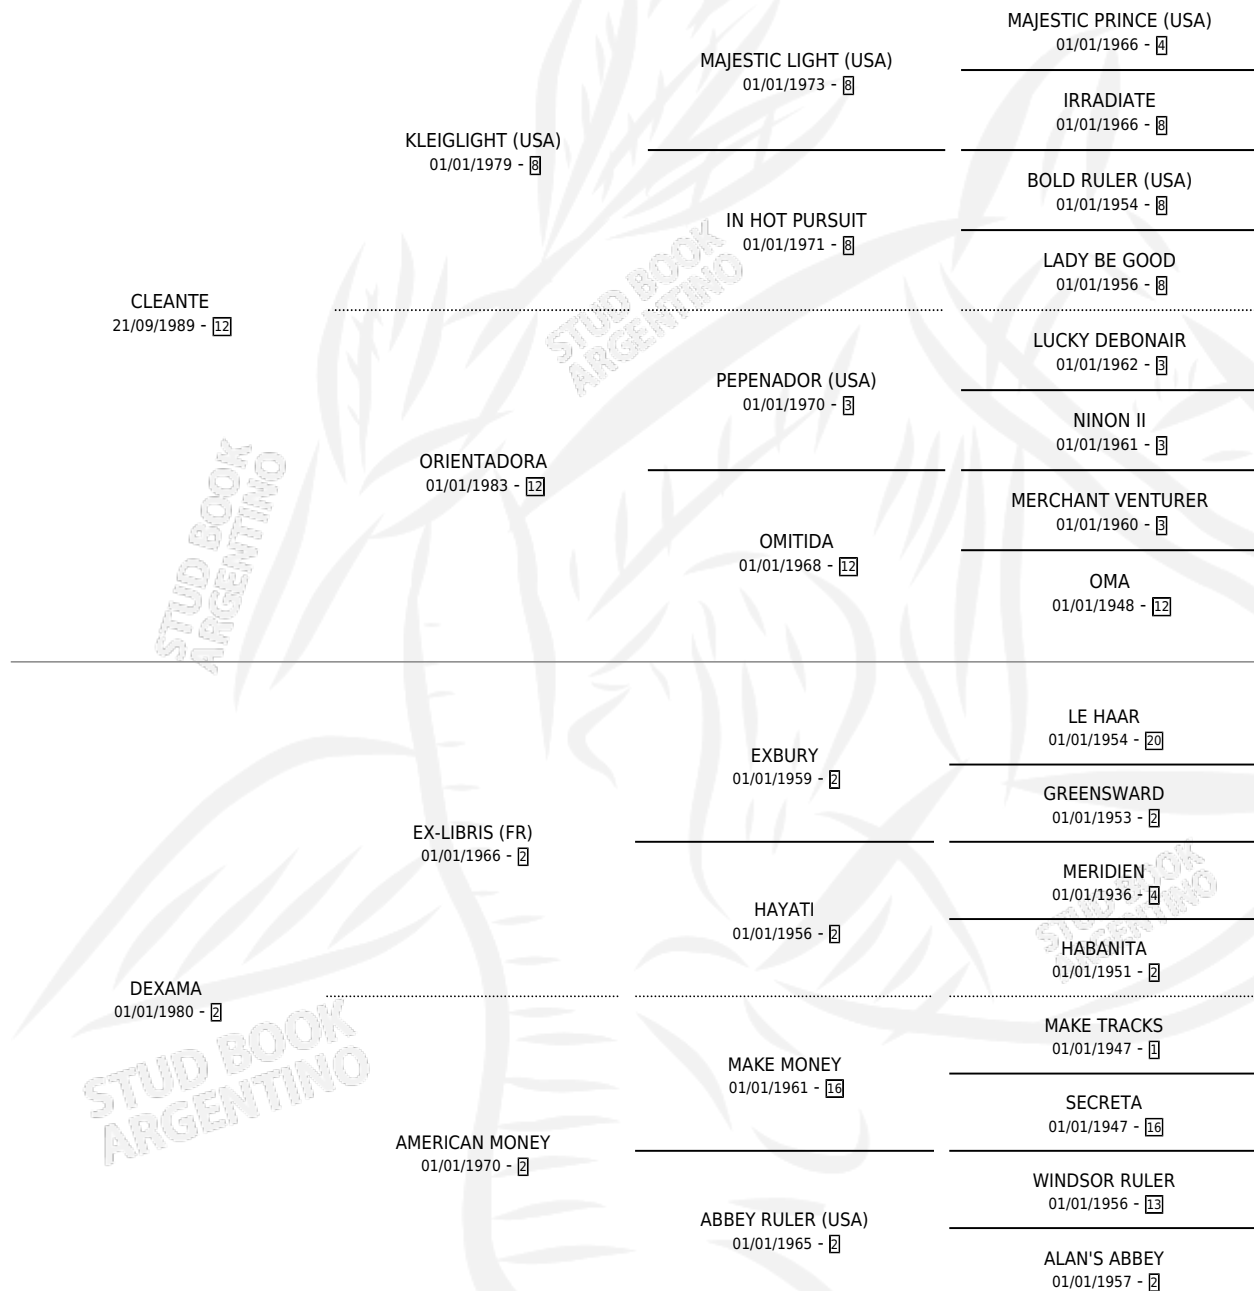 MAJESTIC PRINCE (USA)
01/01/1966 - 4
MAJESTIC LIGHT (USA)
01/01/1973 - 8
IRRADIATE
01/01/1966 - 8
KLEIGLIGHT (USA)
01/01/1979 - 8
BOLD RULER (USA)
01/01/1954 - 8
IN HOT PURSUIT
01/01/1971 - 8
LADY BE GOOD
01/01/1956 - 8
CLEANTE
21/09/1989 - 12
STUD BOOK
ARGENTINO
LUCKY DEBONAIR
01/01/1962 - 3
PEPENADOR (USA)
01/01/1970 - 3
NINON II
01/01/1961 - 3
ORIENTADORA
01/01/1983 - 12
MERCHANT VENTURER
01/01/1960 - 3
OMITIDA
01/01/1968 - 12
OMA
01/01/1948 - 12
STUD BOOK
ARGENTINO
LE HAAR
01/01/1954 - 20
EXBURY
01/01/1959 - 2
GREENSWARD
01/01/1953 - 2
EX-LIBRIS (FR)
01/01/1966 - 2
MERIDIEN
01/01/1936 - 4
HAYATI
01/01/1956 - 2
STUD BOOK
ARGENTINO
HABANITA
01/01/1951 - 2
DEXAMA
01/01/1980 - 2
MAKE TRACKS
01/01/1947 - 1
MAKE MONEY
01/01/1961 - 16
STUD BOOK
ARGENTINO
SECRETA
01/01/1947 - 16
AMERICAN MONEY
01/01/1970 - 2
WINDSOR RULER
01/01/1956 - 13
ABBEY RULER (USA)
01/01/1965 - 2
ALAN'S ABBEY
01/01/1957 - 2